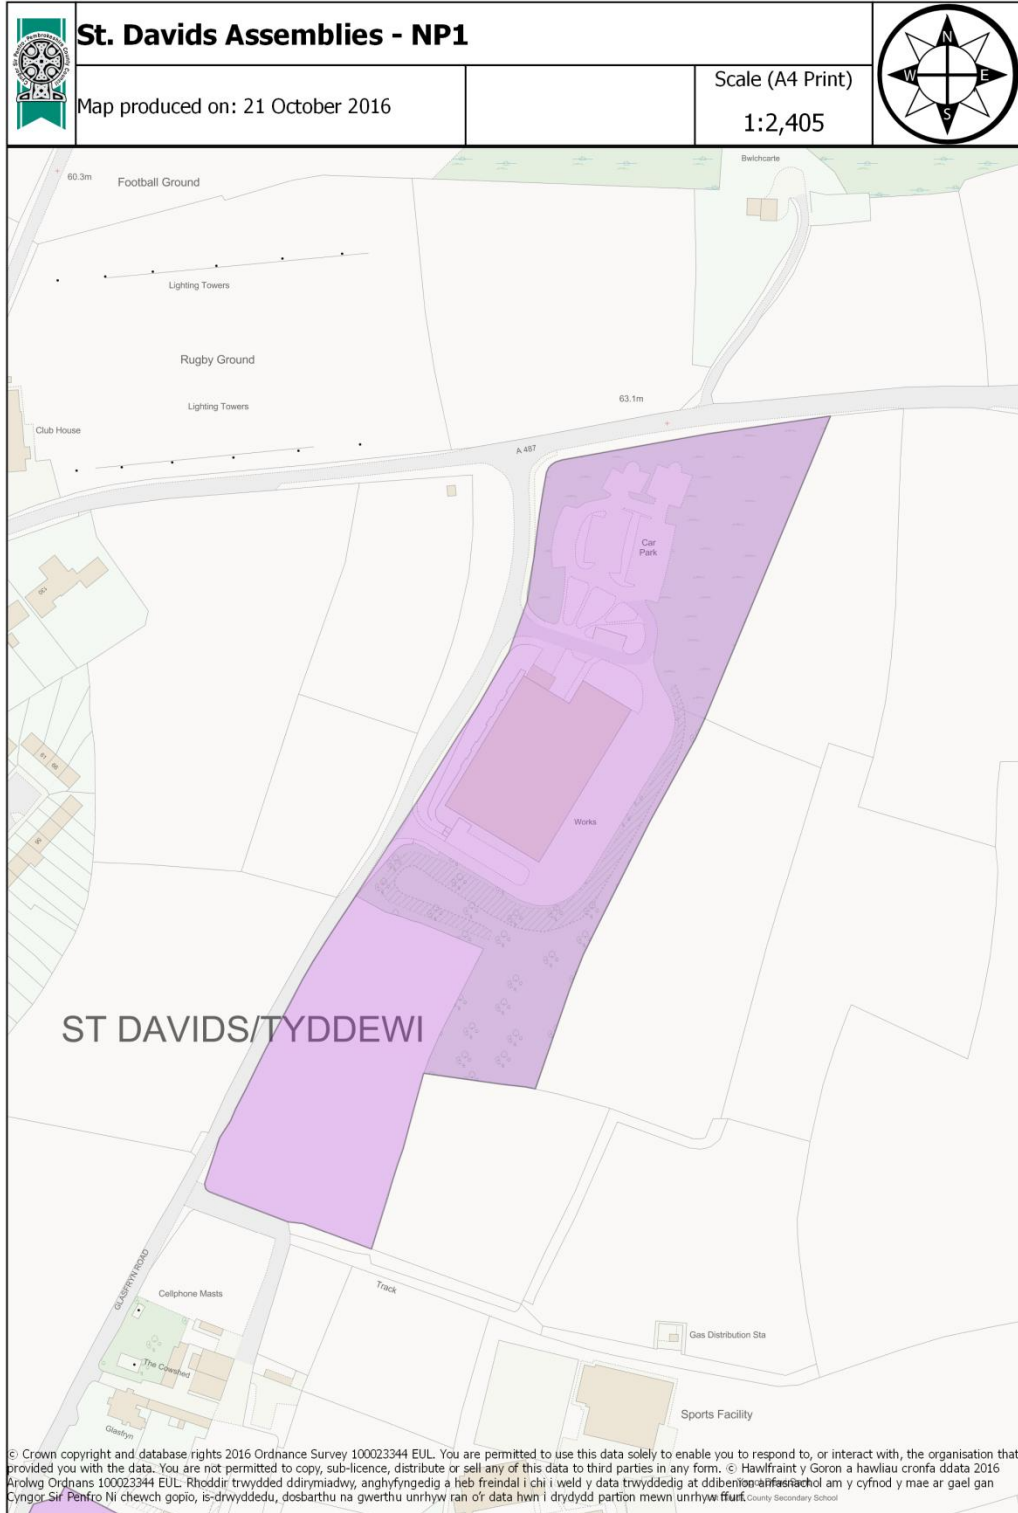 St. Davids Assemblies - NP1
Map produced on: 21 October 2016
Scale (A4 Print)
1:2,405
N
W
E
S
60.3m
Football Ground
Bwlchcarte
Lighting Towers
Rugby Ground
Lighting Towers
63.1m
Club House
A 487
Car
Park
Works
ST DAVIDS/TYDDEWI
GLASFRYN ROAD
Cellphone Masts
Track
The Cowshed
Gas Distribution Sta
Glasfryn
Sports Facility
© Crown copyright and database rights 2016 Ordnance Survey 100023344 EUL. You are permitted to use this data solely to enable you to respond to, or interact with, the organisation that
provided you with the data. You are not permitted to copy, sub-licence, distribute or sell any of this data to third parties in any form. © Hawlfraint y Goron a hawliau cronfa ddata 2016
Arolwg Ordnans 100023344 EUL. Rhoddir trwydded ddirymiadwy, anghyfyngedig a heb freindal i chi i weld y data trwyddedig at ddibenion anfasnachol am y cyfnod y mae ar gael gan
Cyngor Sir Penfro Ni chewch gopïo, is-drwyddedu, dosbarthu na gwerthu unrhyw ran o'r data hwn i drydydd partïon mewn unrhyw ffurf.
County Secondary School